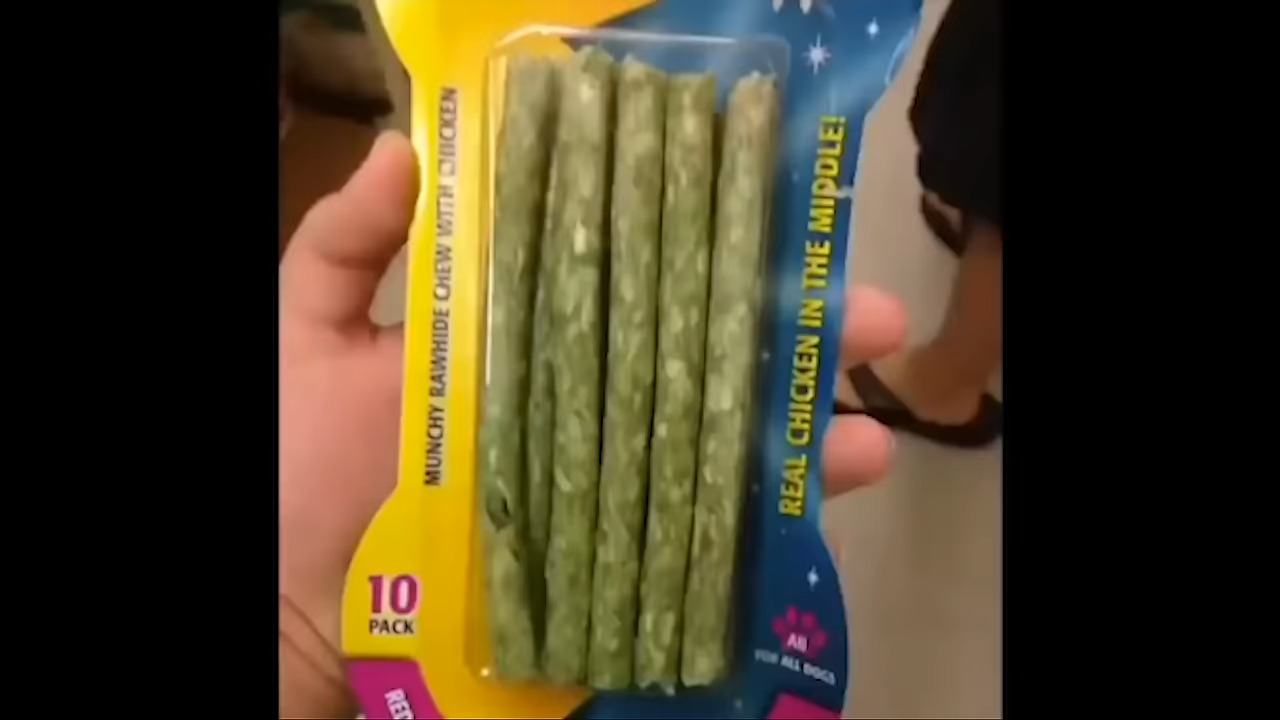 MUNCHY RAWHIDE CHEW WITH CHICKEN
REAL CHICKEN IN THE MIDDLE!
10
PACK
All
FOR ALL DOGS